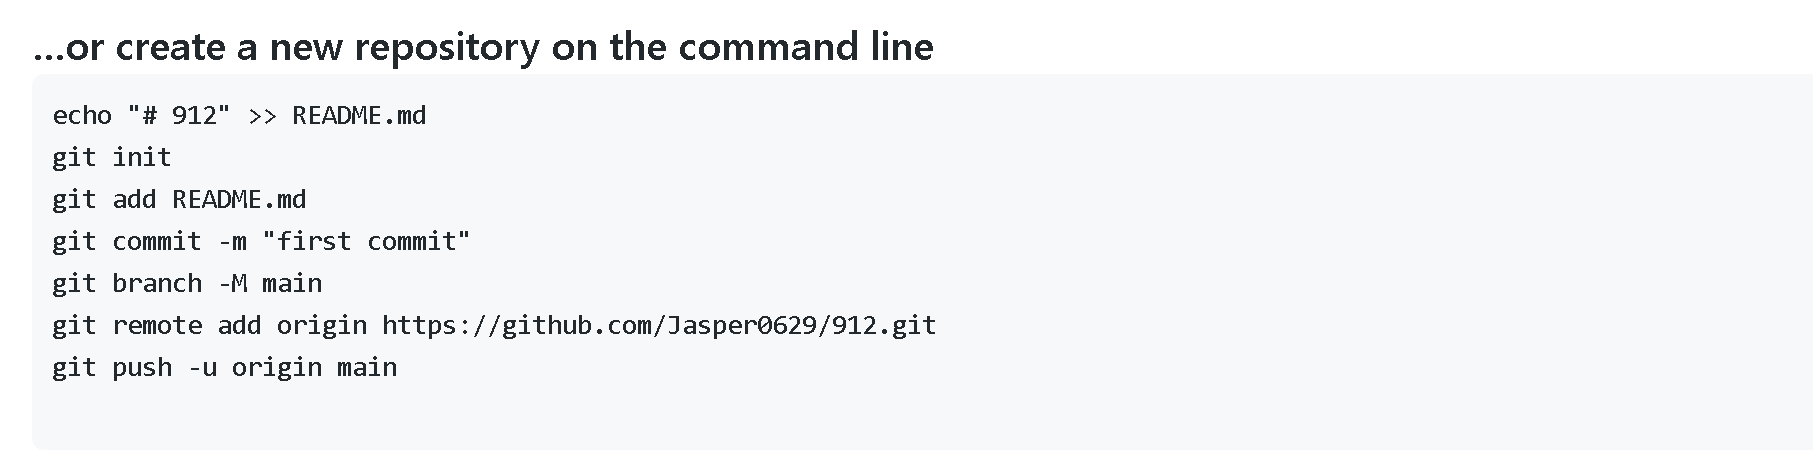 ...or create a new repository on the command line
echo "# 912" >> README.md
git init
git add README.md
git commit -m "first commit"
git branch -M main
git remote add origin https://github.com/Jasper0629/912.git
git push -u origin main